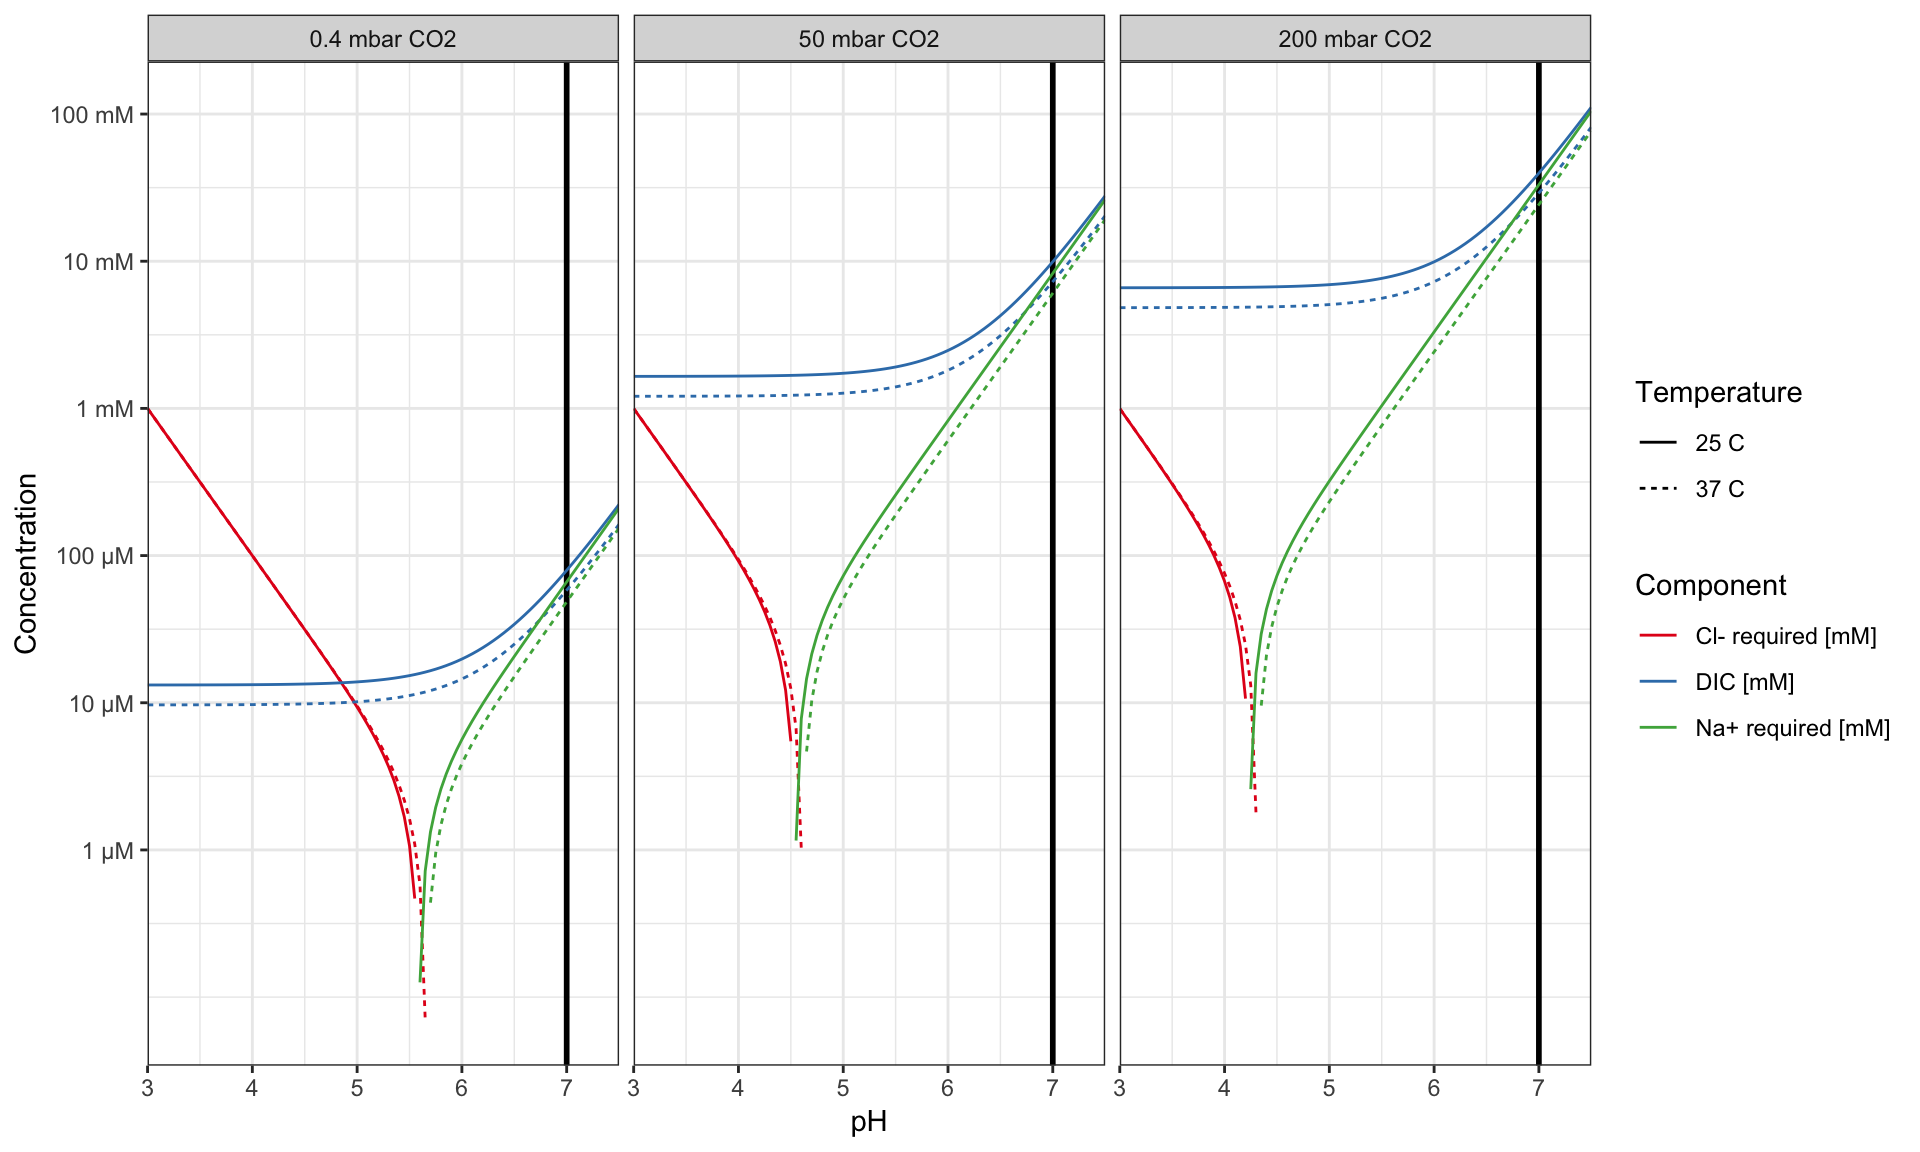 0.4 mbar CO2
50 mbar CO2
200 mbar CO2
Concentration
100 mM
10 mM
1 mM
100 µM
10 µM
1 µM
3 4 5 6 7
3 4 5 6 7
3 4 5 6 7
pH
Temperature
25 C
37 C
Component
Cl- required [mM]
DIC [mM]
Na+ required [mM]